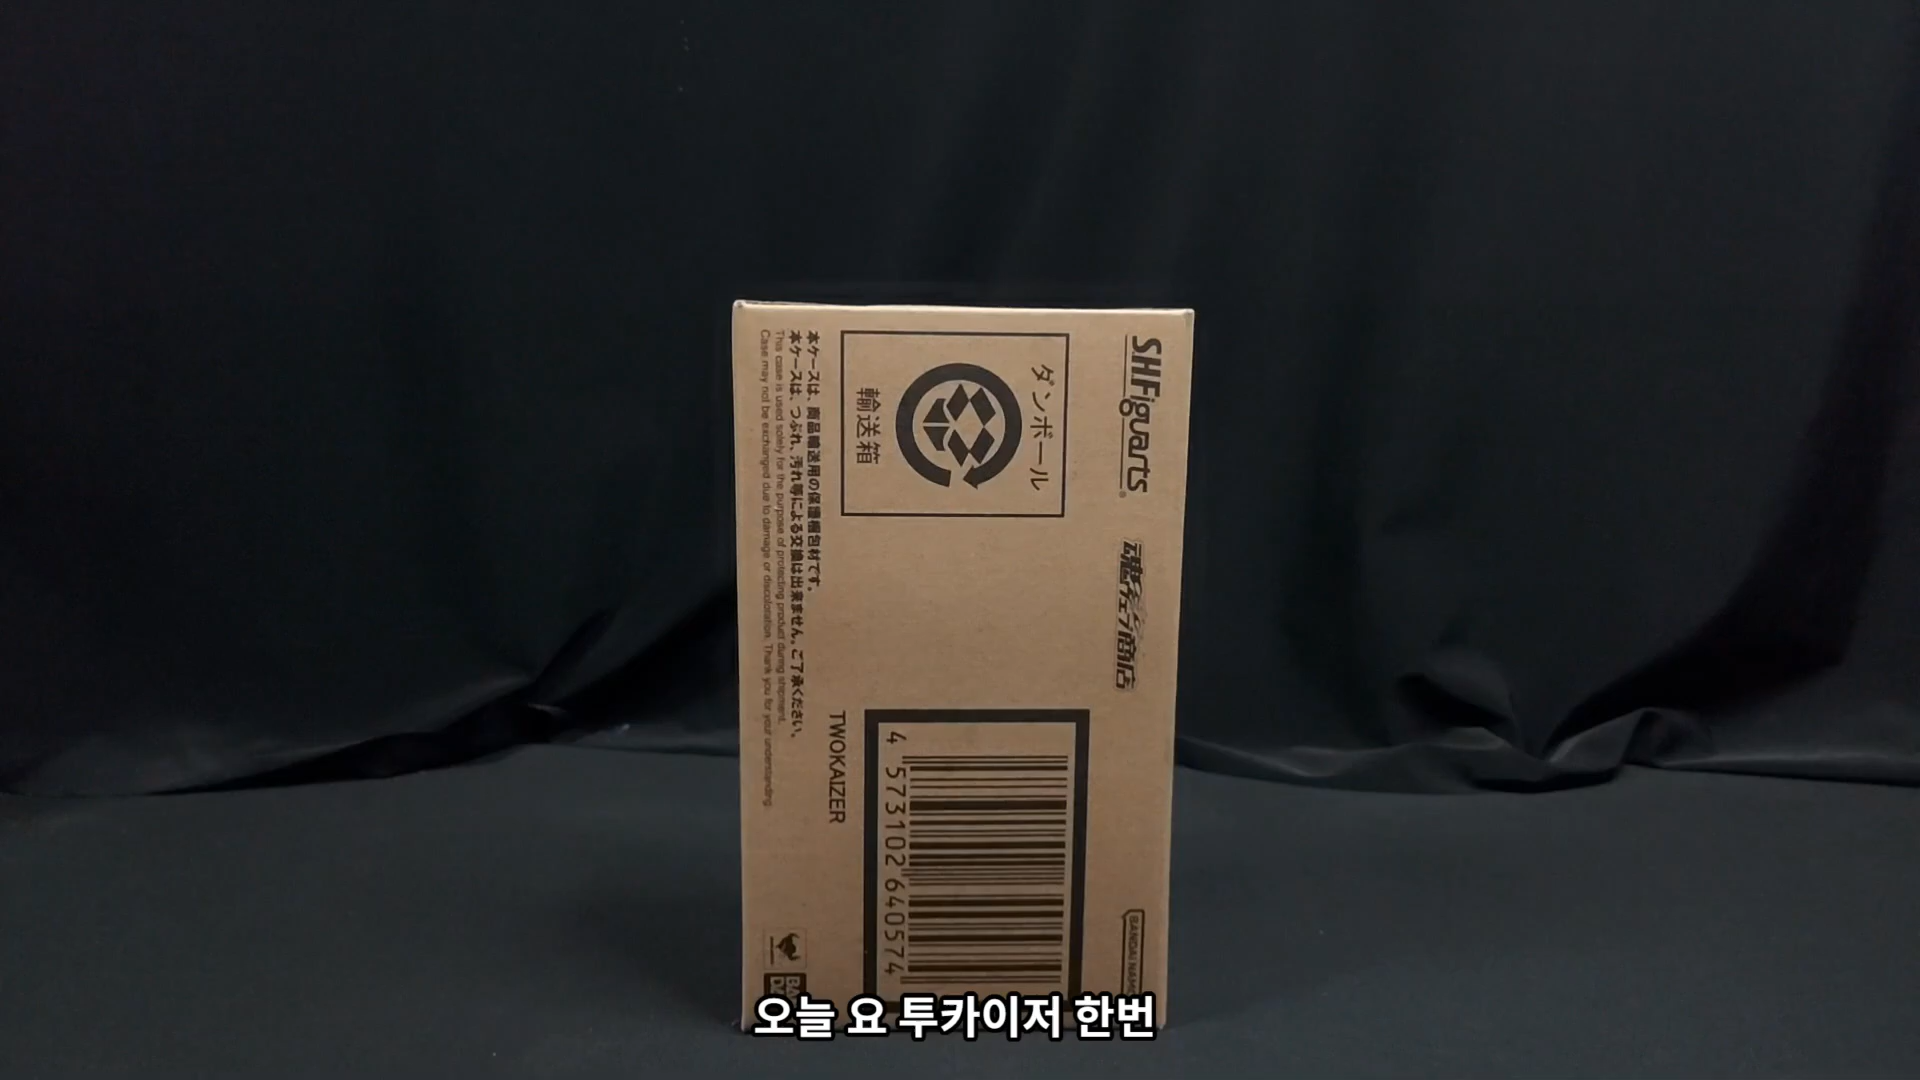 S.H.Figuarts
魂ウェブ商店
ダンボール
輸送箱
本ケースは、商品輸送用の保護梱包材です。
本ケースは、つぶれ、汚れ等による交換は出来ません。ご了承ください。
This case is used solely for the purpose of protecting product during shipment.
Case may not be exchanged due to damage or discoloration. Thank you for your understanding.
TWOKAIZER
4 573102 640574
BANDAI NAMCO
오늘 요 투카이저 한번